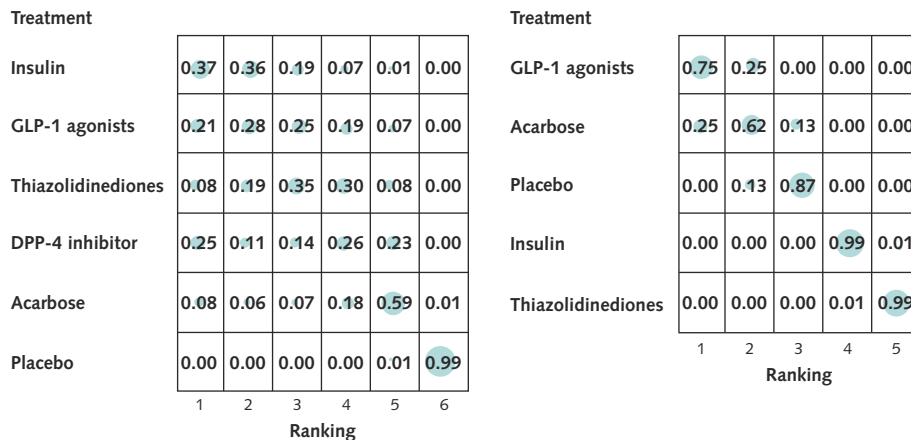 Treatment
Insulin 0.37 0.36 0.19 0.07 0.01 0.00
GLP-1 agonists 0.21 0.28 0.25 0.19 0.07 0.00
Thiazolidinediones 0.08 0.19 0.35 0.30 0.08 0.00
DPP-4 inhibitor 0.25 0.11 0.14 0.26 0.23 0.00
Acarbose 0.08 0.06 0.07 0.18 0.59 0.01
Placebo 0.00 0.00 0.00 0.00 0.01 0.99
1 2 3 4 5 6
Ranking
Treatment
GLP-1 agonists 0.75 0.25 0.00 0.00 0.00
Acarbose 0.25 0.62 0.13 0.00 0.00
Placebo 0.00 0.13 0.87 0.00 0.00
Insulin 0.00 0.00 0.00 0.99 0.01
Thiazolidinediones 0.00 0.00 0.00 0.01 0.99
1 2 3 4 5
Ranking